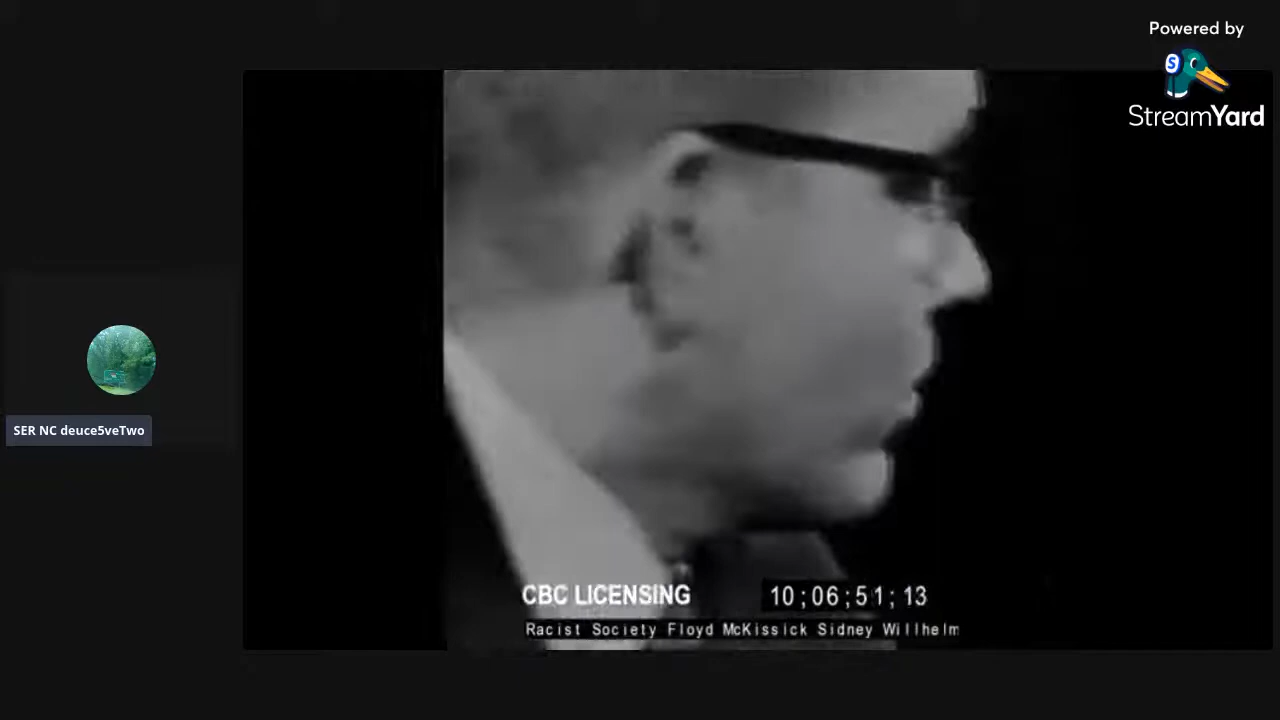 Powered by
StreamYard
SER NC deuce5veTwo
CBC LICENSING
10;06;51;13
Racist Society Floyd McKissick Sidney Willhelm